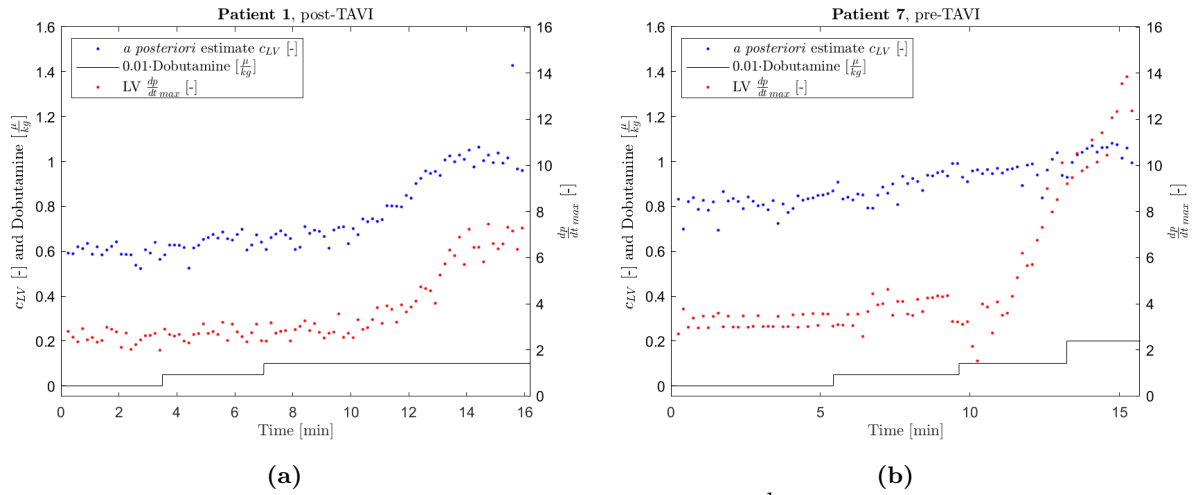 Patient 1, post-TAVI
a posteriori estimate c_LV [-]
0.01·Dobutamine [μ/kg]
LV dp/dt max [-]
c_LV [-] and Dobutamine [μ/kg]
1.6
1.4
1.2
1
0.8
0.6
0.4
0.2
0
16
14
12
10
8
6
4
2
0
dp/dt max [-]
0 2 4 6 8 10 12 14 16
Time [min]
(a)
Patient 7, pre-TAVI
a posteriori estimate c_LV [-]
0.01·Dobutamine [μ/kg]
LV dp/dt max [-]
c_LV [-] and Dobutamine [μ/kg]
1.6
1.4
1.2
1
0.8
0.6
0.4
0.2
0
16
14
12
10
8
6
4
2
0
dp/dt max [-]
0 5 10 15
Time [min]
(b)